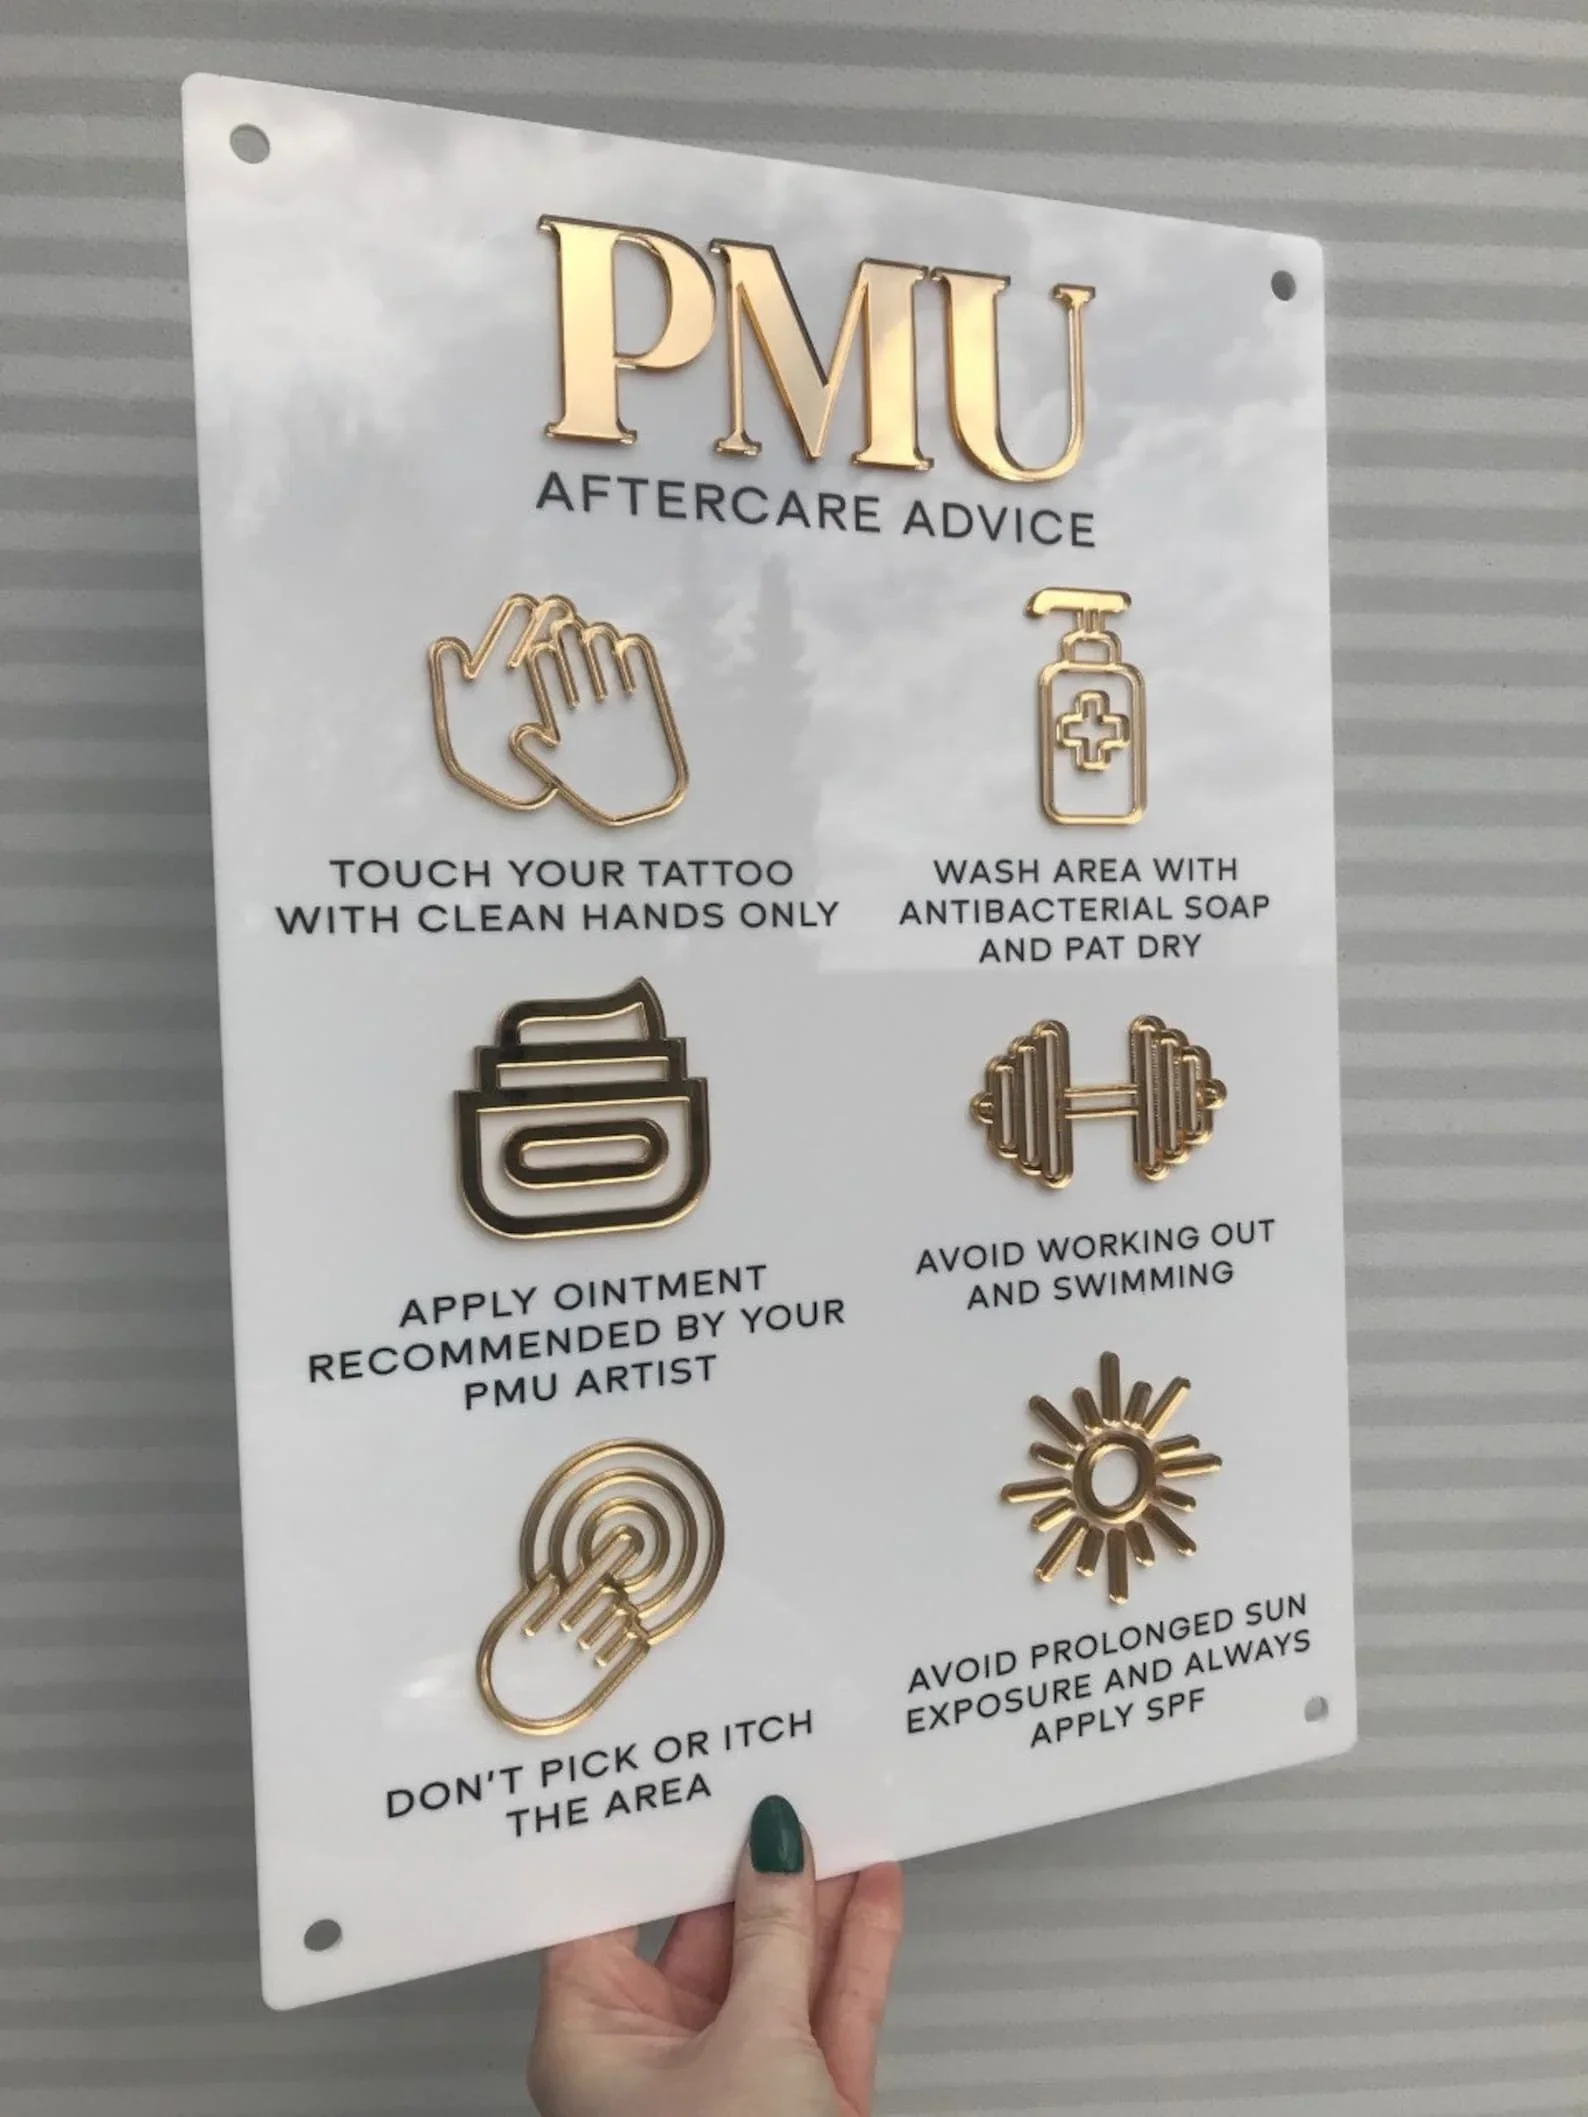 PMU
AFTERCARE ADVICE
TOUCH YOUR TATTOO
WITH CLEAN HANDS ONLY
WASH AREA WITH
ANTIBACTERIAL SOAP
AND PAT DRY
APPLY OINTMENT
RECOMMENDED BY YOUR
PMU ARTIST
AVOID WORKING OUT
AND SWIMMING
DON'T PICK OR ITCH
THE AREA
AVOID PROLONGED SUN
EXPOSURE AND ALWAYS
APPLY SPF